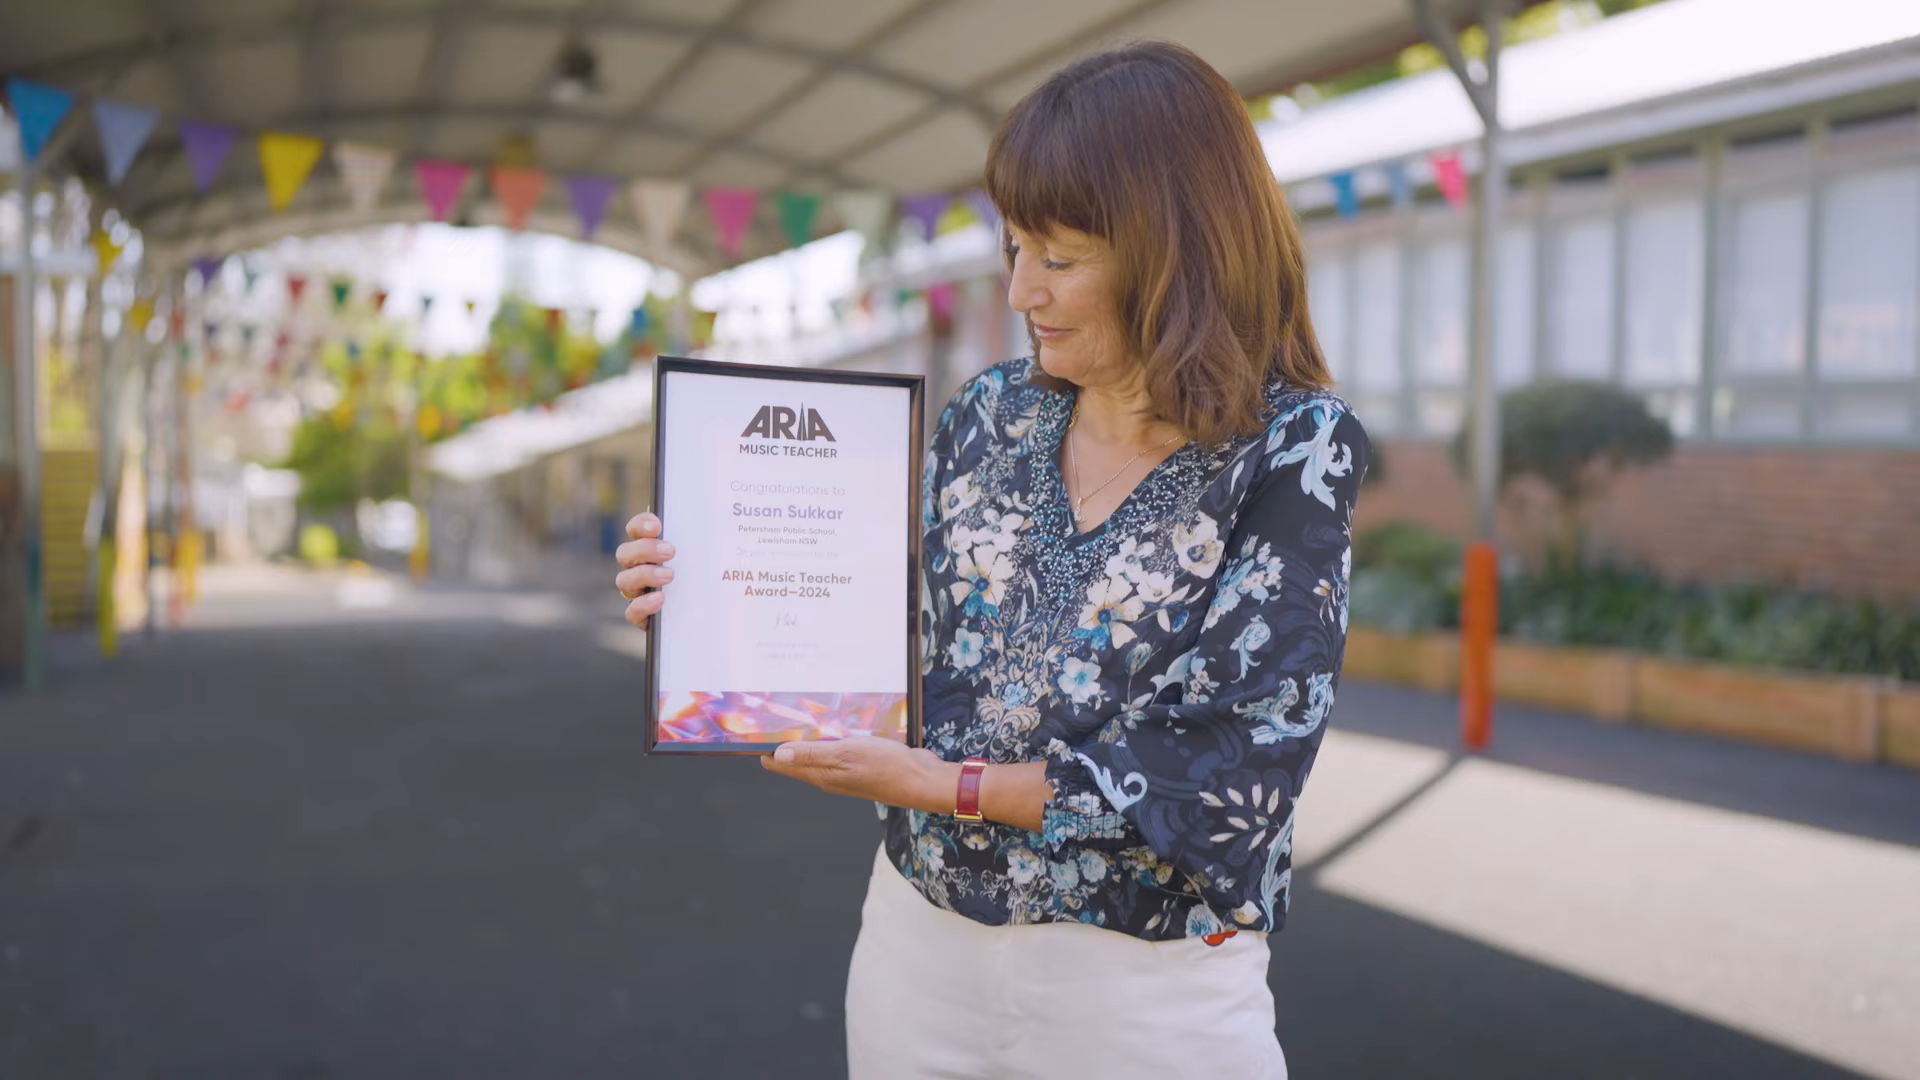 ARIA
MUSIC TEACHER
Congratulations to
Susan Sukkar
Petersham Public School,
Lewisham NSW
ARIA Music Teacher
Award—2024